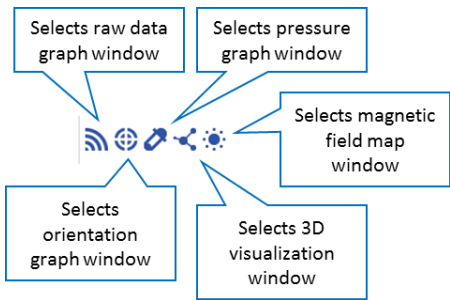 Selects raw data
graph window
Selects pressure
graph window
Selects magnetic
field map
window
Selects
orientation
graph window
Selects 3D
visualization
window